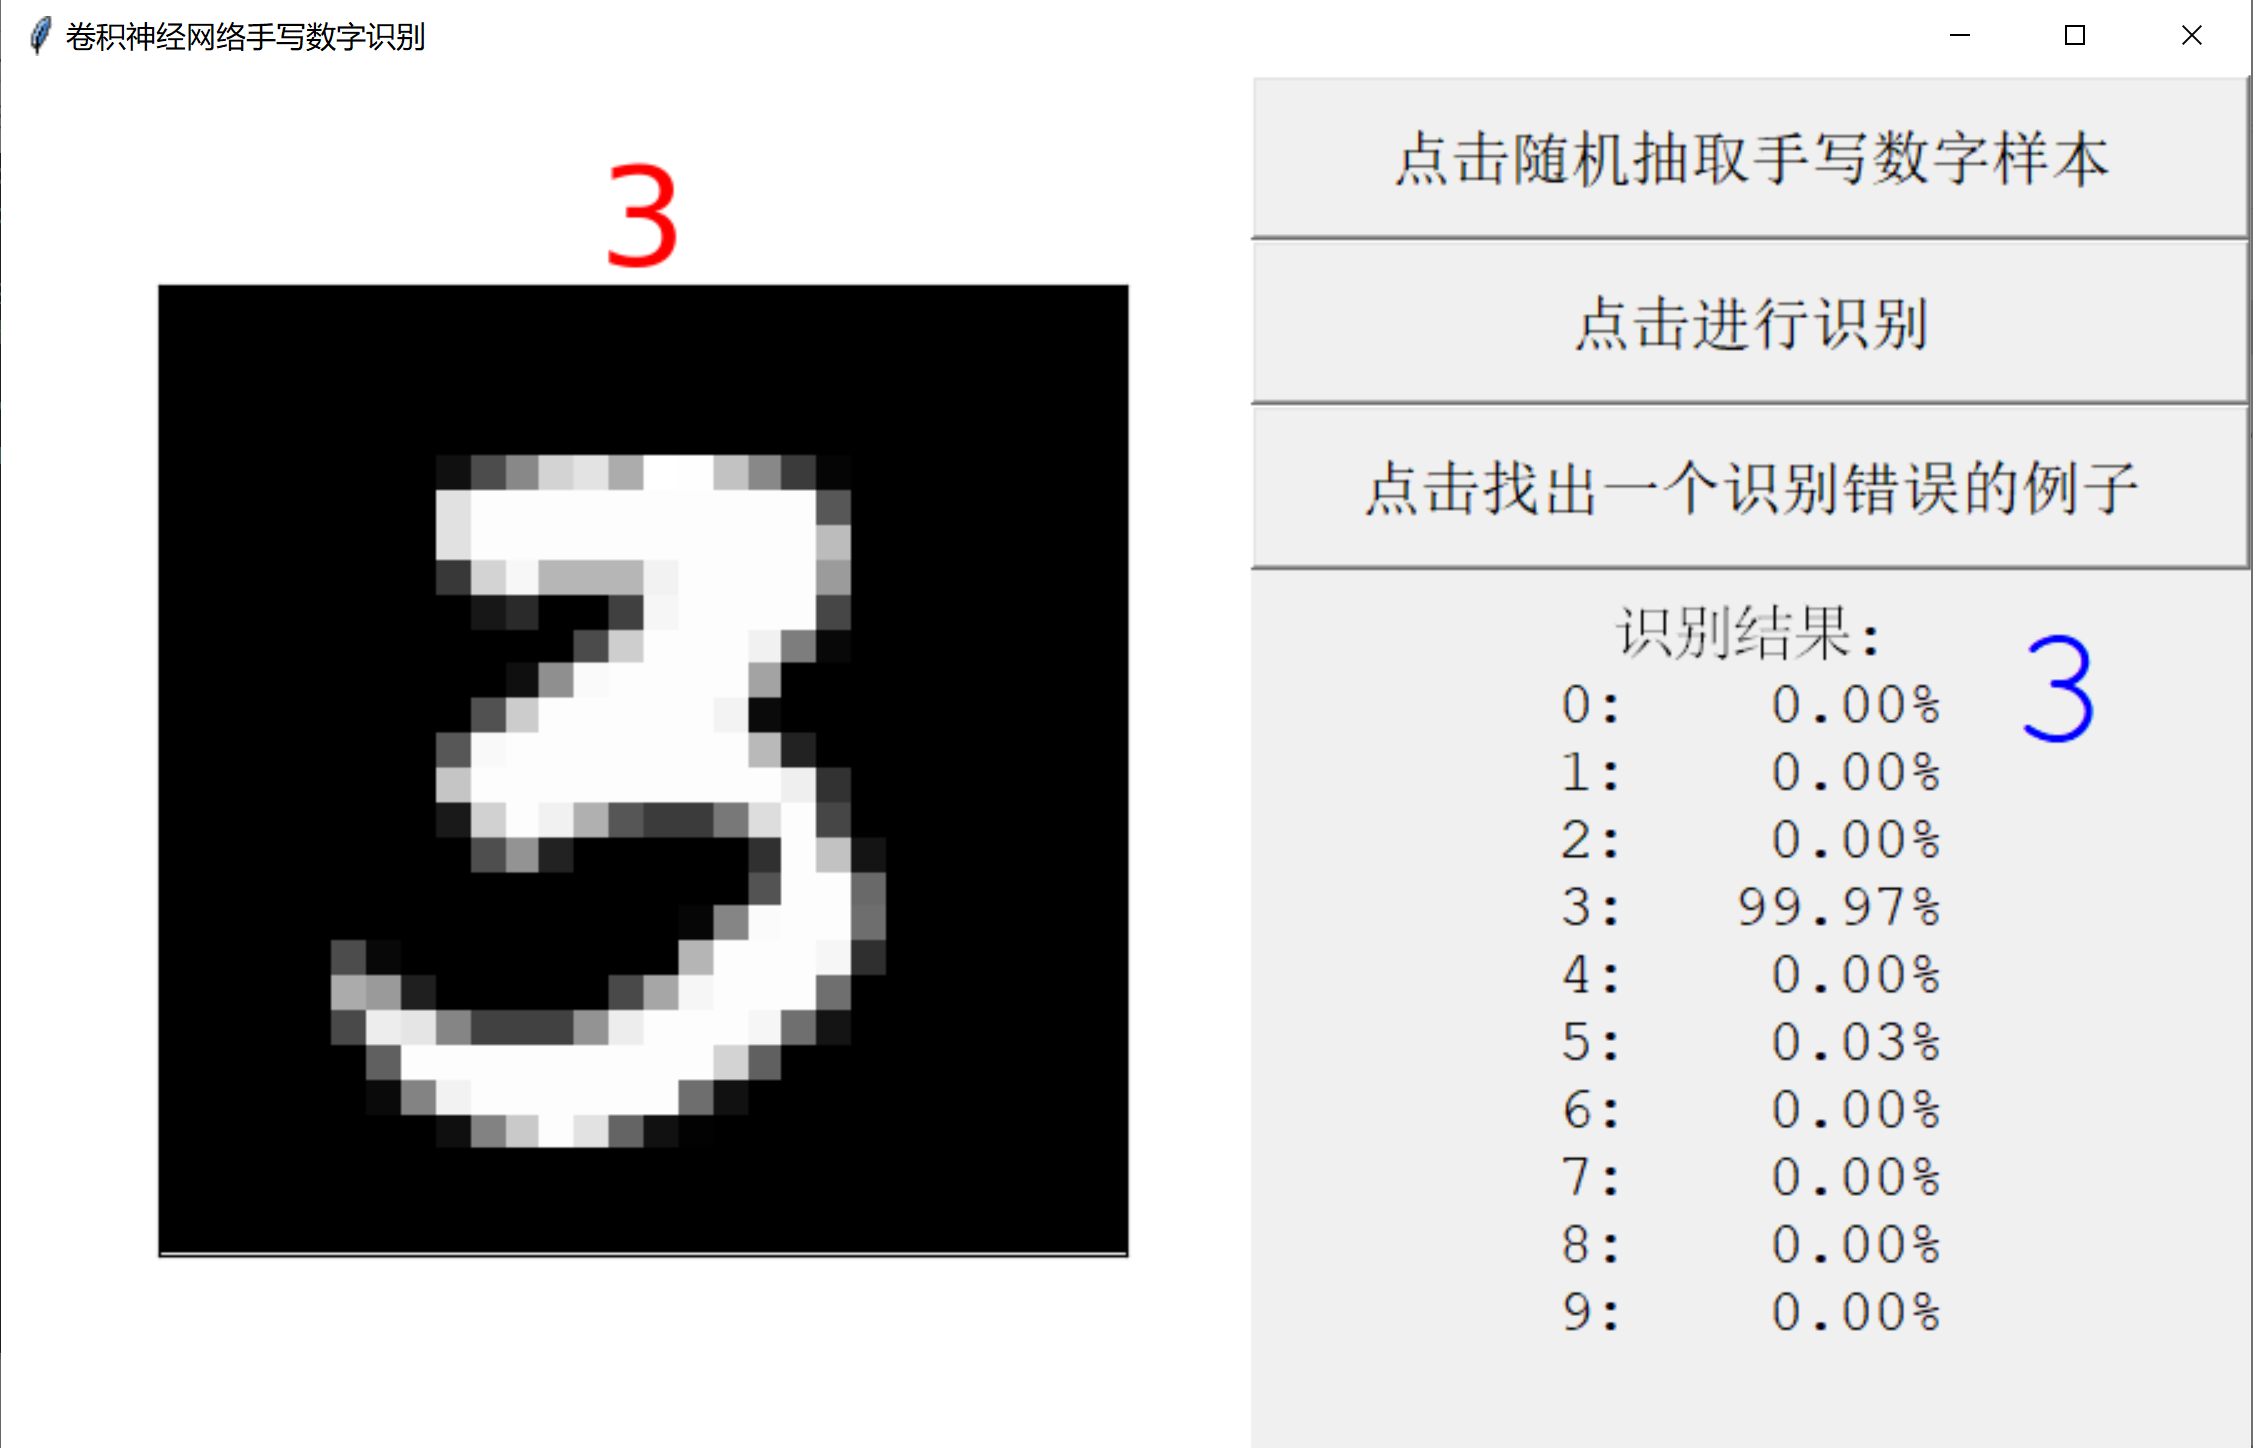 卷积神经网络手写数字识别
3
3
点击随机抽取手写数字样本
点击进行识别
点击找出一个识别错误的例子
识别结果:
3
0: 0.00%
1: 0.00%
2: 0.00%
3: 99.97%
4: 0.00%
5: 0.03%
6: 0.00%
7: 0.00%
8: 0.00%
9: 0.00%